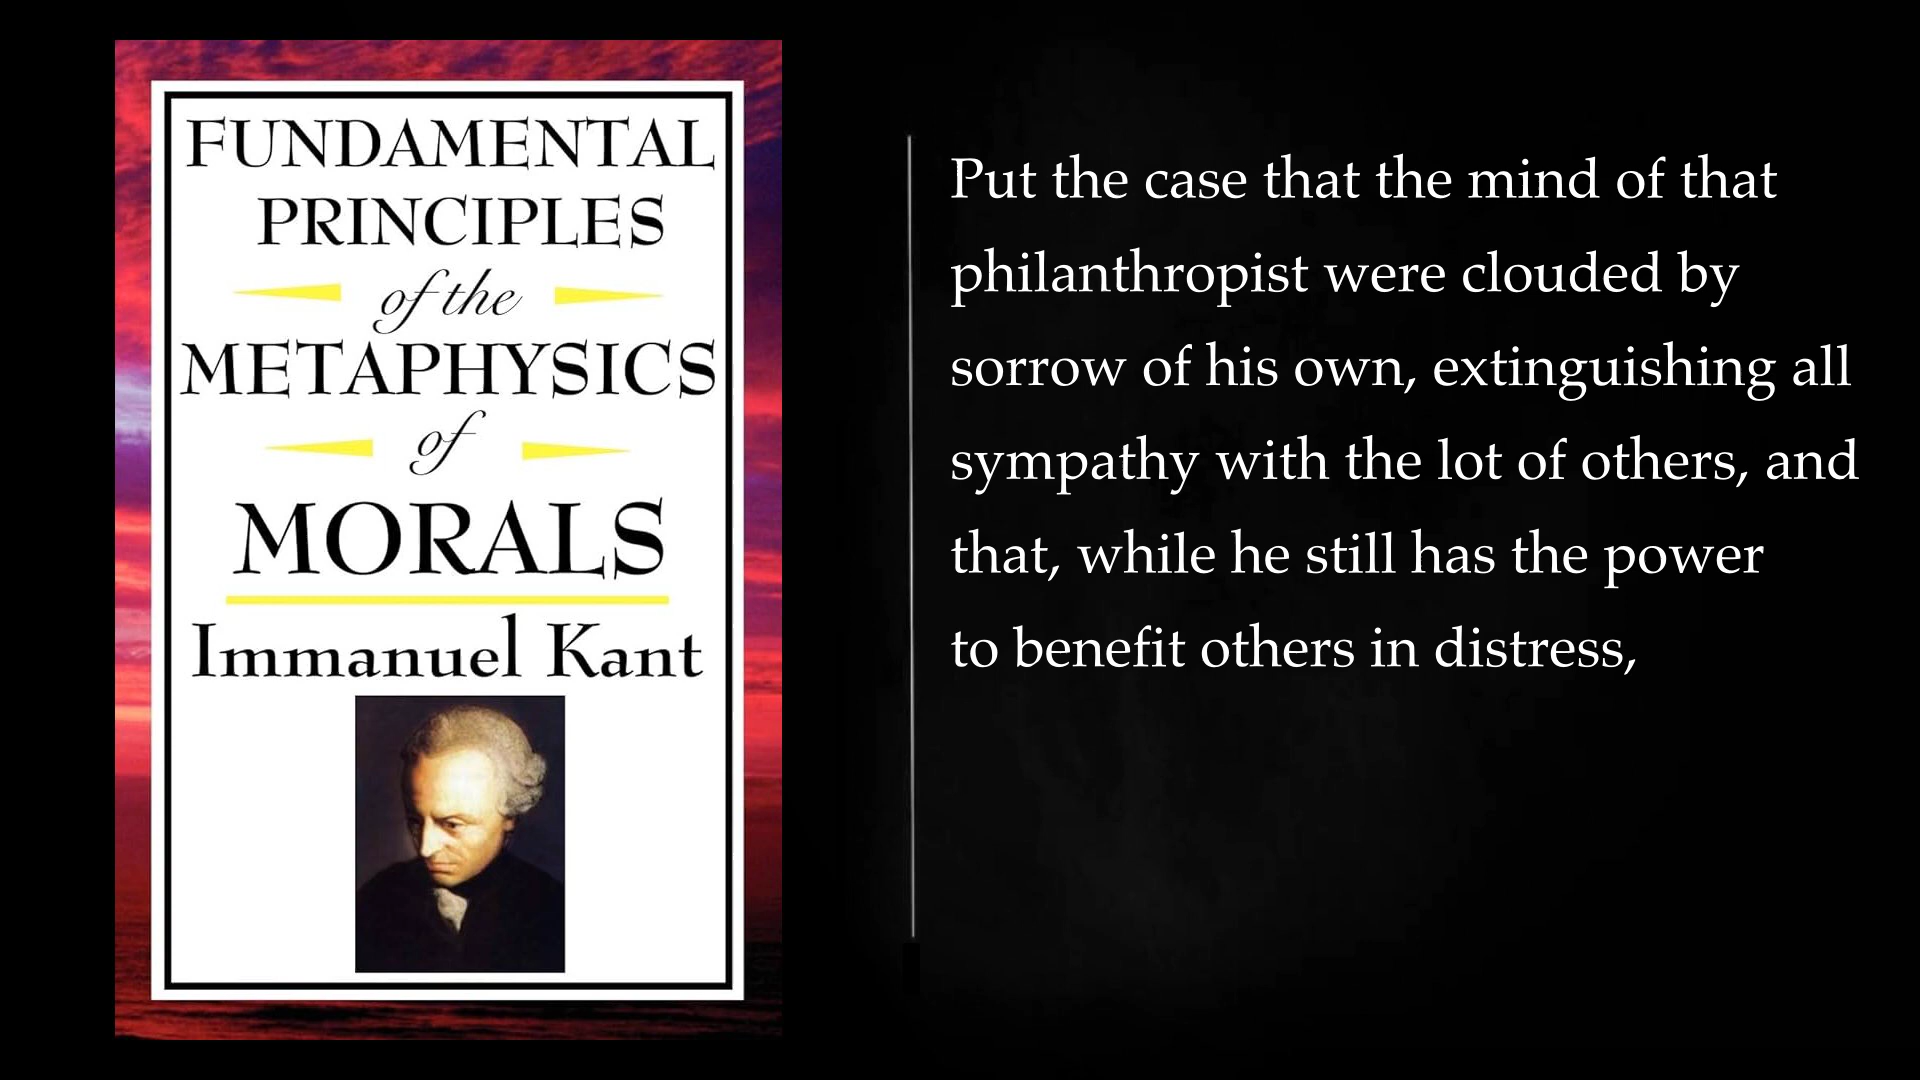 FUNDAMENTAL
PRINCIPLES
of the
METAPHYSICS
of
MORALS
Immanuel Kant
Put the case that the mind of that
philanthropist were clouded by
sorrow of his own, extinguishing all
sympathy with the lot of others, and
that, while he still has the power
to benefit others in distress,